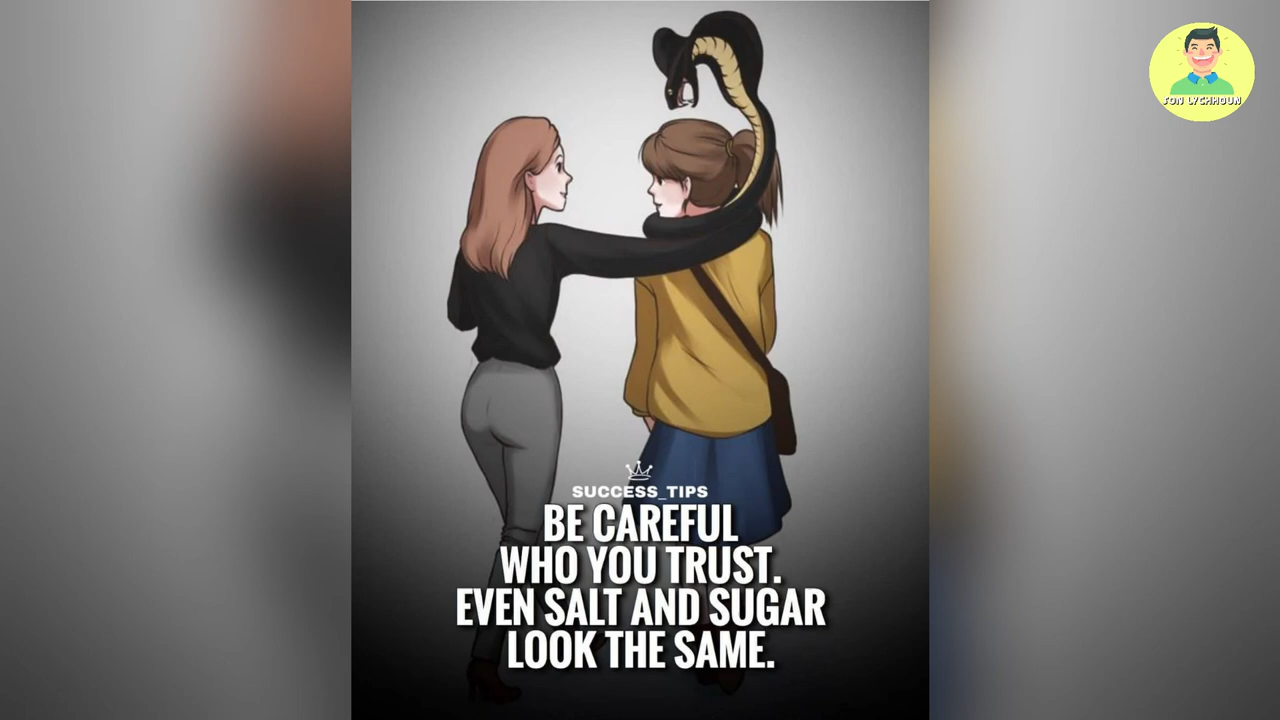 SON LYCHHOUN
SUCCESS_TIPS
BE CAREFUL
WHO YOU TRUST.
EVEN SALT AND SUGAR
LOOK THE SAME.